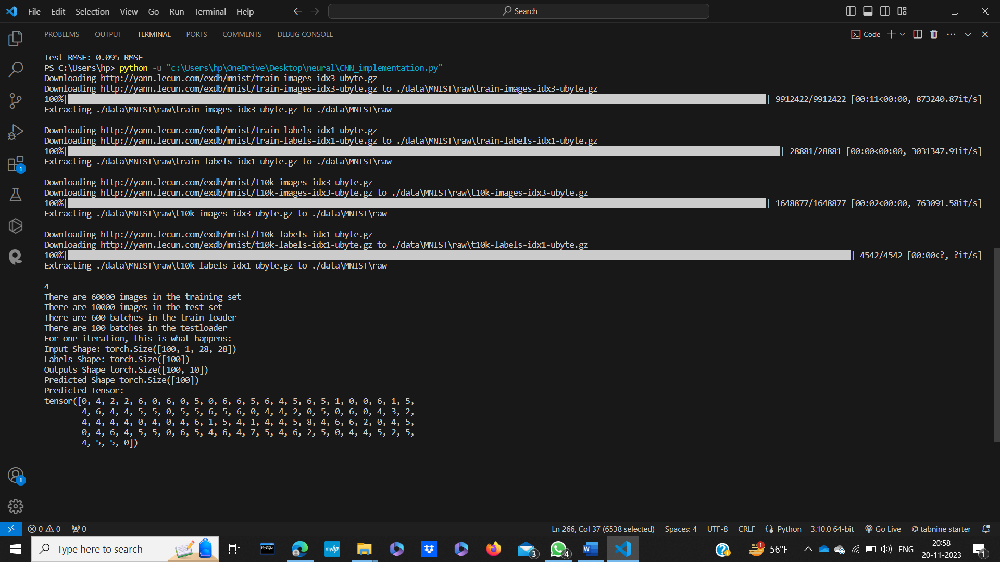 File Edit Selection View Go Run Terminal Help
Search
PROBLEMS OUTPUT TERMINAL PORTS COMMENTS DEBUG CONSOLE
Code
Test RMSE: 0.095 RMSE
PS C:\Users\hp> python -u "c:\Users\hp\OneDrive\Desktop\neural\CNN_implementation.py"
Downloading http://yann.lecun.com/exdb/mnist/train-images-idx3-ubyte.gz
Downloading http://yann.lecun.com/exdb/mnist/train-images-idx3-ubyte.gz to ./data\MNIST\raw\train-images-idx3-ubyte.gz
100%| | 9912422/9912422 [00:11<00:00, 873240.87it/s]
Extracting ./data\MNIST\raw\train-images-idx3-ubyte.gz to ./data\MNIST\raw
Downloading http://yann.lecun.com/exdb/mnist/train-labels-idx1-ubyte.gz
Downloading http://yann.lecun.com/exdb/mnist/train-labels-idx1-ubyte.gz to ./data\MNIST\raw\train-labels-idx1-ubyte.gz
100%| | 28881/28881 [00:00<00:00, 3031347.91it/s]
Extracting ./data\MNIST\raw\train-labels-idx1-ubyte.gz to ./data\MNIST\raw
Downloading http://yann.lecun.com/exdb/mnist/t10k-images-idx3-ubyte.gz
Downloading http://yann.lecun.com/exdb/mnist/t10k-images-idx3-ubyte.gz to ./data\MNIST\raw\t10k-images-idx3-ubyte.gz
100%| | 1648877/1648877 [00:02<00:00, 763091.58it/s]
Extracting ./data\MNIST\raw\t10k-images-idx3-ubyte.gz to ./data\MNIST\raw
Downloading http://yann.lecun.com/exdb/mnist/t10k-labels-idx1-ubyte.gz
Downloading http://yann.lecun.com/exdb/mnist/t10k-labels-idx1-ubyte.gz to ./data\MNIST\raw\t10k-labels-idx1-ubyte.gz
100%| | 4542/4542 [00:00<?, ?it/s]
Extracting ./data\MNIST\raw\t10k-labels-idx1-ubyte.gz to ./data\MNIST\raw
4
There are 60000 images in the training set
There are 10000 images in the test set
There are 600 batches in the train loader
There are 100 batches in the testloader
For one iteration, this is what happens:
Input Shape: torch.Size([100, 1, 28, 28])
Labels Shape: torch.Size([100])
Outputs Shape torch.Size([100, 10])
Predicted Shape torch.Size([100])
Predicted Tensor:
tensor([0, 4, 2, 2, 6, 0, 6, 0, 5, 0, 6, 6, 5, 6, 4, 5, 6, 5, 1, 0, 0, 6, 1, 5,
4, 6, 4, 4, 5, 5, 0, 5, 5, 6, 5, 6, 0, 4, 4, 2, 0, 5, 0, 6, 0, 4, 3, 2,
4, 4, 4, 4, 0, 4, 0, 4, 6, 1, 5, 4, 1, 4, 4, 5, 8, 4, 6, 6, 2, 0, 4, 5,
0, 4, 6, 4, 5, 5, 0, 6, 5, 4, 6, 4, 7, 5, 4, 6, 2, 5, 0, 4, 4, 5, 2, 5,
4, 5, 5, 0])
1
1
0 0 0 Ln 266, Col 37 (6538 selected) Spaces: 4 UTF-8 CRLF Python 3.10.0 64-bit Go Live tabnine starter
Type here to search
MySQL
myhp
3
4
1
56°F
ENG
20:58
20-11-2023
1